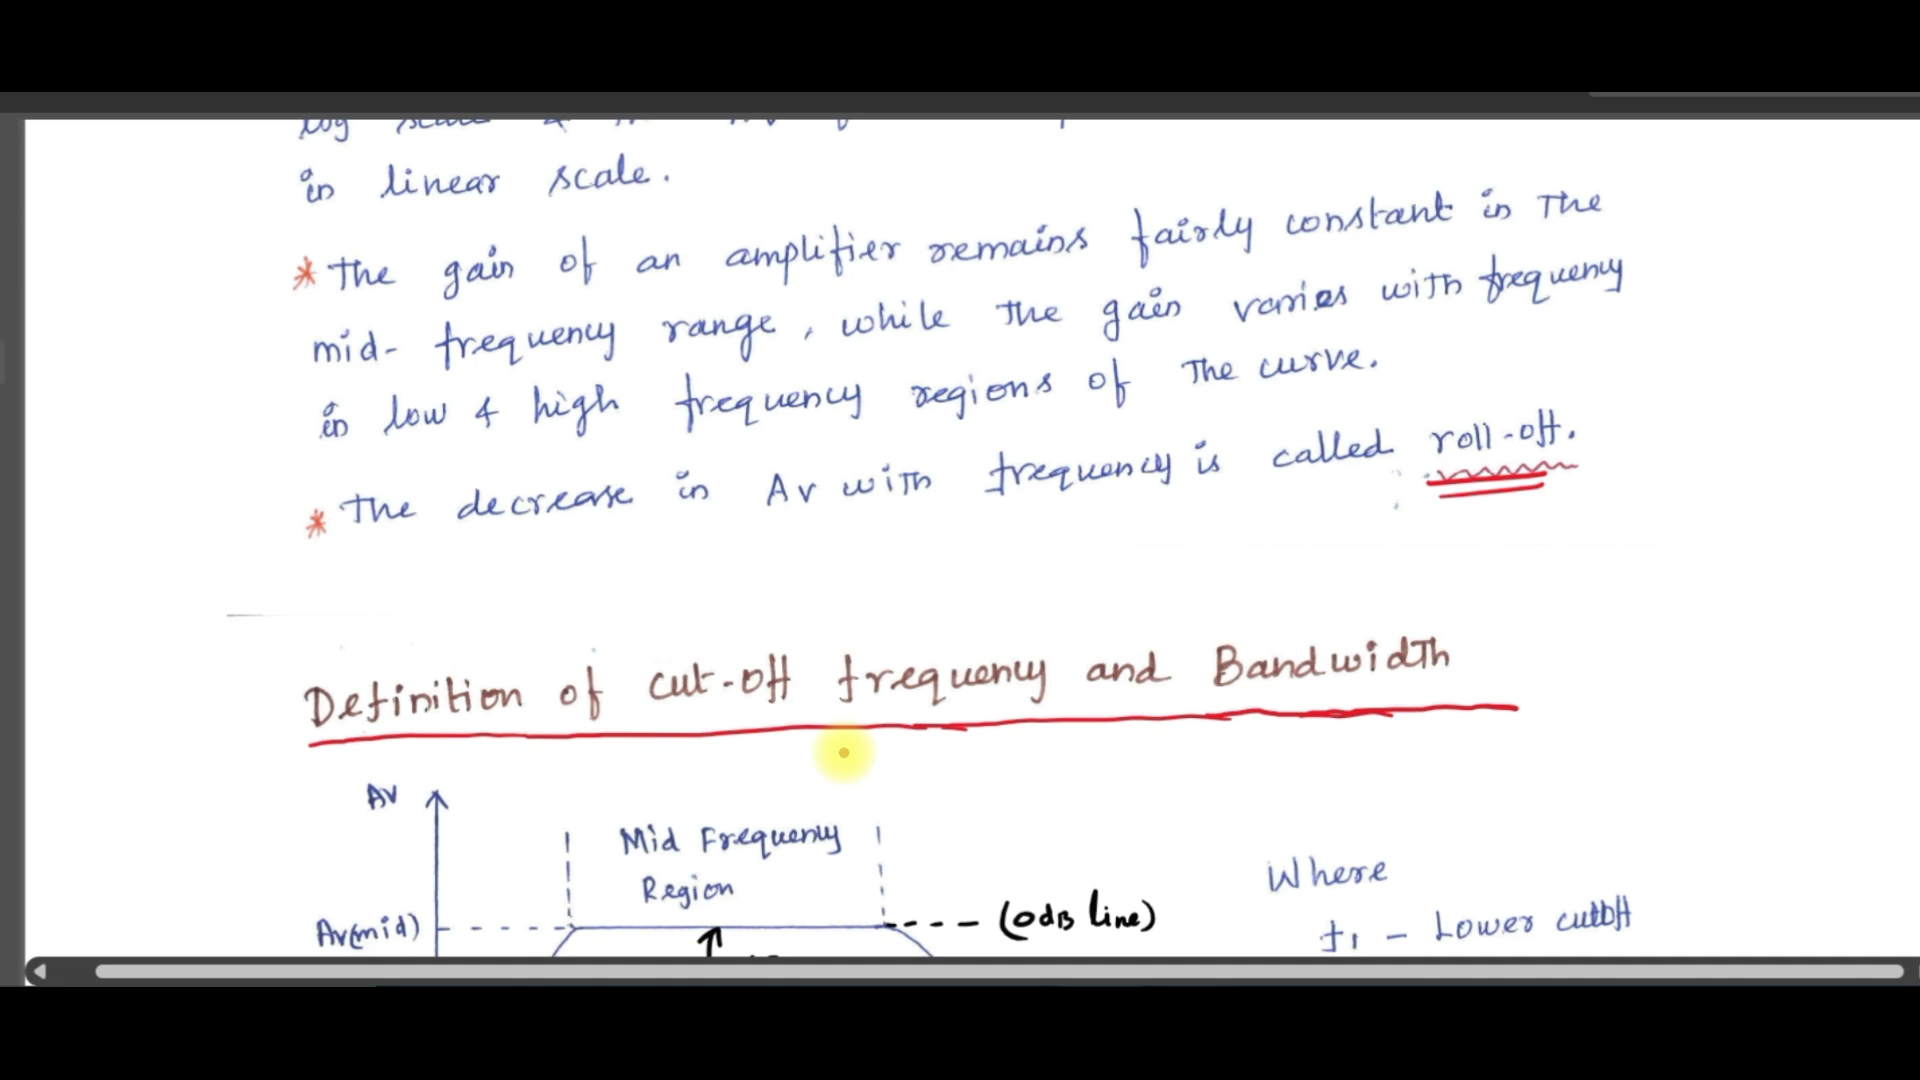 in linear scale.
* The gain of an amplifier remains fairly constant in the
mid- frequency range, while the gain varies with frequency
in low & high frequency regions of the curve.
* The decrease in Av with frequency is called roll-off.
Definition of cut-off frequency and Bandwidth
Av
Mid Frequency
Region
Av(mid)
(0dB line)
Where
f1 - Lower cutoff